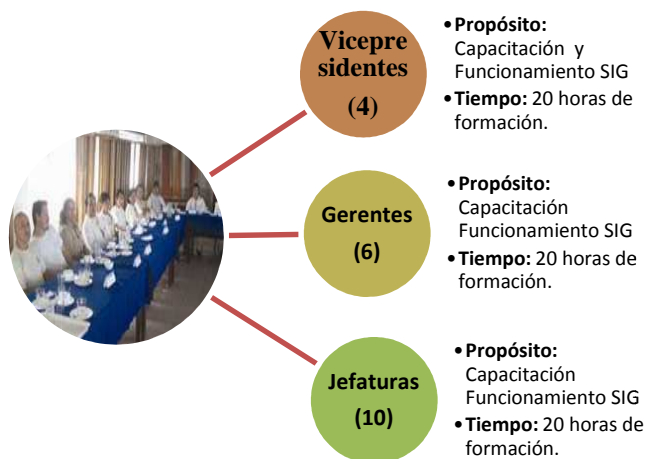 Vicepre
sidentes
(4)
•Propósito:
Capacitación y
Funcionamiento SIG
•Tiempo: 20 horas de
formación.
Gerentes
(6)
•Propósito:
Capacitación
Funcionamiento SIG
•Tiempo: 20 horas de
formación.
Jefaturas
(10)
•Propósito:
Capacitación
Funcionamiento SIG
•Tiempo: 20 horas de
formación.